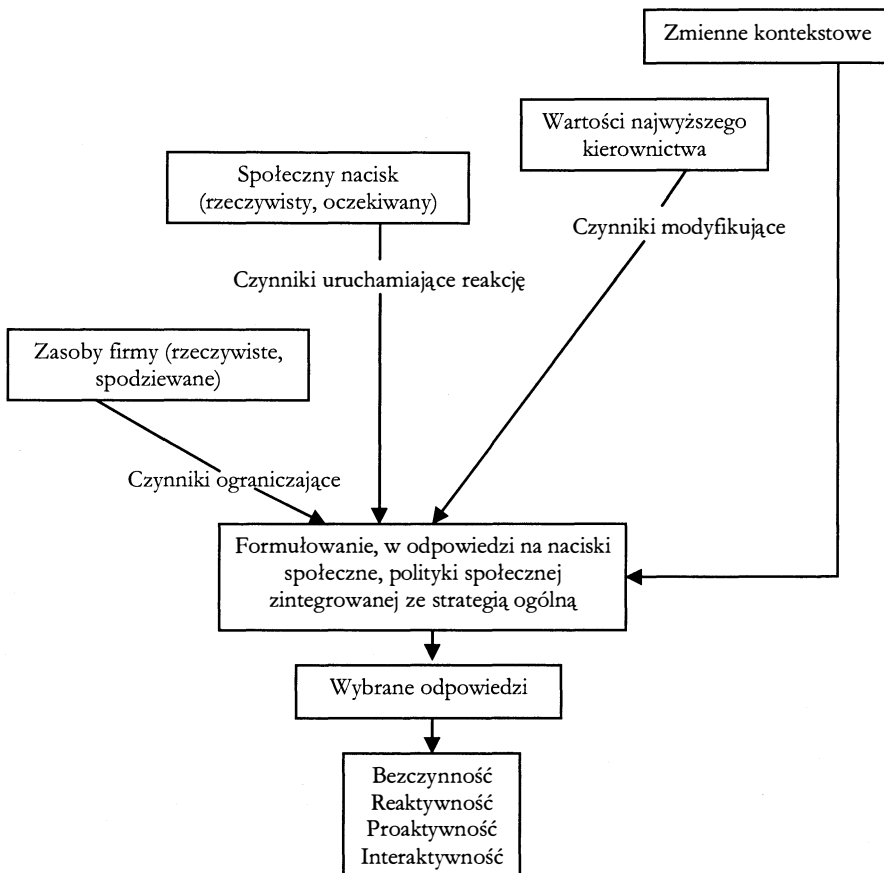 Zmienne kontekstowe
Wartości najwyższego
kierownictwa
Społeczny nacisk
(rzeczywisty, oczekiwany)
Czynniki modyfikujące
Czynniki uruchamiające reakcję
Zasoby firmy (rzeczywiste,
spodziewane)
Czynniki ograniczające
Formułowanie, w odpowiedzi na naciski
społeczne, polityki społecznej
zintegrowanej ze strategią ogólną
Wybrane odpowiedzi
Bezczynność
Reaktywność
Proaktywność
Interaktywność